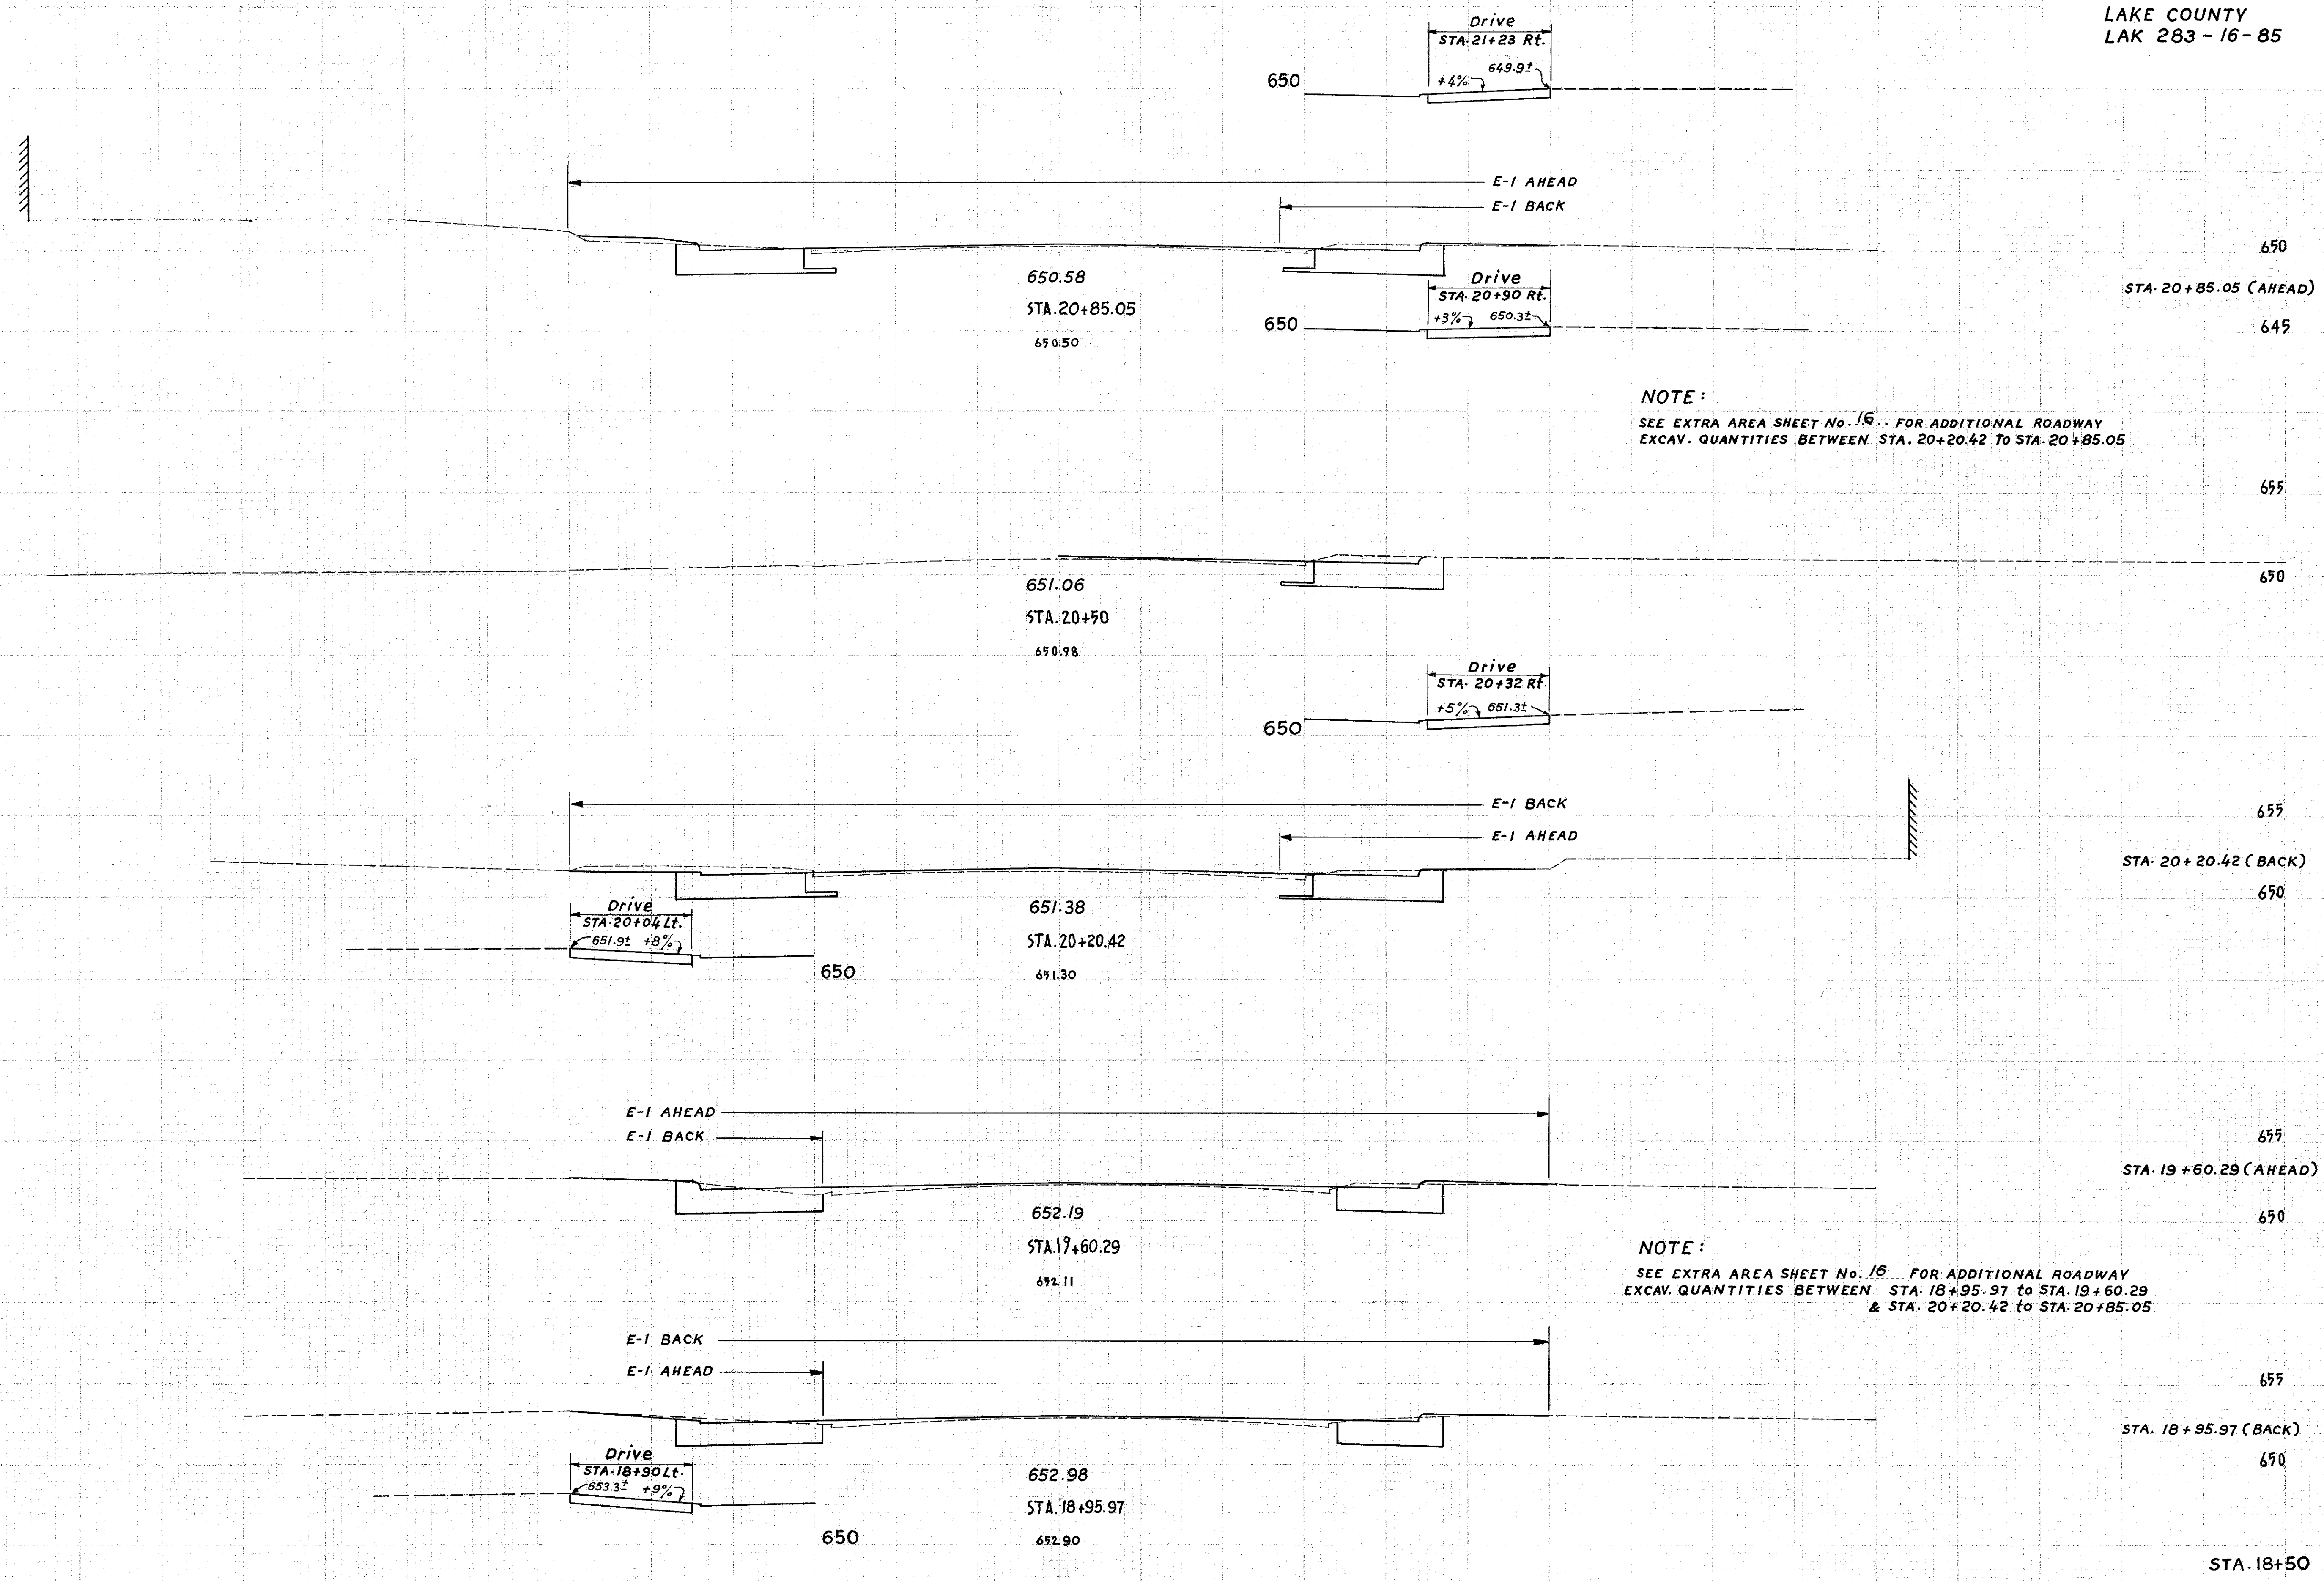 LAKE COUNTY
LAK 283-16-85
Drive
STA. 21+23 Rt.
+4% 649.9±
650
E-1 AHEAD
E-1 BACK
650
650.58
STA. 20+85.05
650.50
STA. 20+85.05 (AHEAD)
Drive
STA. 20+90 Rt.
+3% 650.3±
650
645
NOTE:
SEE EXTRA AREA SHEET No. 16 FOR ADDITIONAL ROADWAY
EXCAV. QUANTITIES BETWEEN STA. 20+20.42 To STA. 20+85.05
655
650
651.06
STA. 20+50
650.98
Drive
STA. 20+32 Rt.
+5% 651.3±
650
E-1 BACK
E-1 AHEAD
655
STA. 20+20.42 (BACK)
650
651.38
STA. 20+20.42
651.30
Drive
STA. 20+04 Lt.
651.9± +8%
650
E-1 AHEAD
E-1 BACK
655
STA. 19+60.29 (AHEAD)
650
652.19
STA. 19+60.29
652.11
NOTE:
SEE EXTRA AREA SHEET No. 16 FOR ADDITIONAL ROADWAY
EXCAV. QUANTITIES BETWEEN STA. 18+95.97 to STA. 19+60.29
& STA. 20+20.42 to STA. 20+85.05
E-1 BACK
E-1 AHEAD
655
STA. 18+95.97 (BACK)
650
652.98
STA. 18+95.97
652.90
Drive
STA. 18+90 Lt.
653.3± +9%
650
STA. 18+50